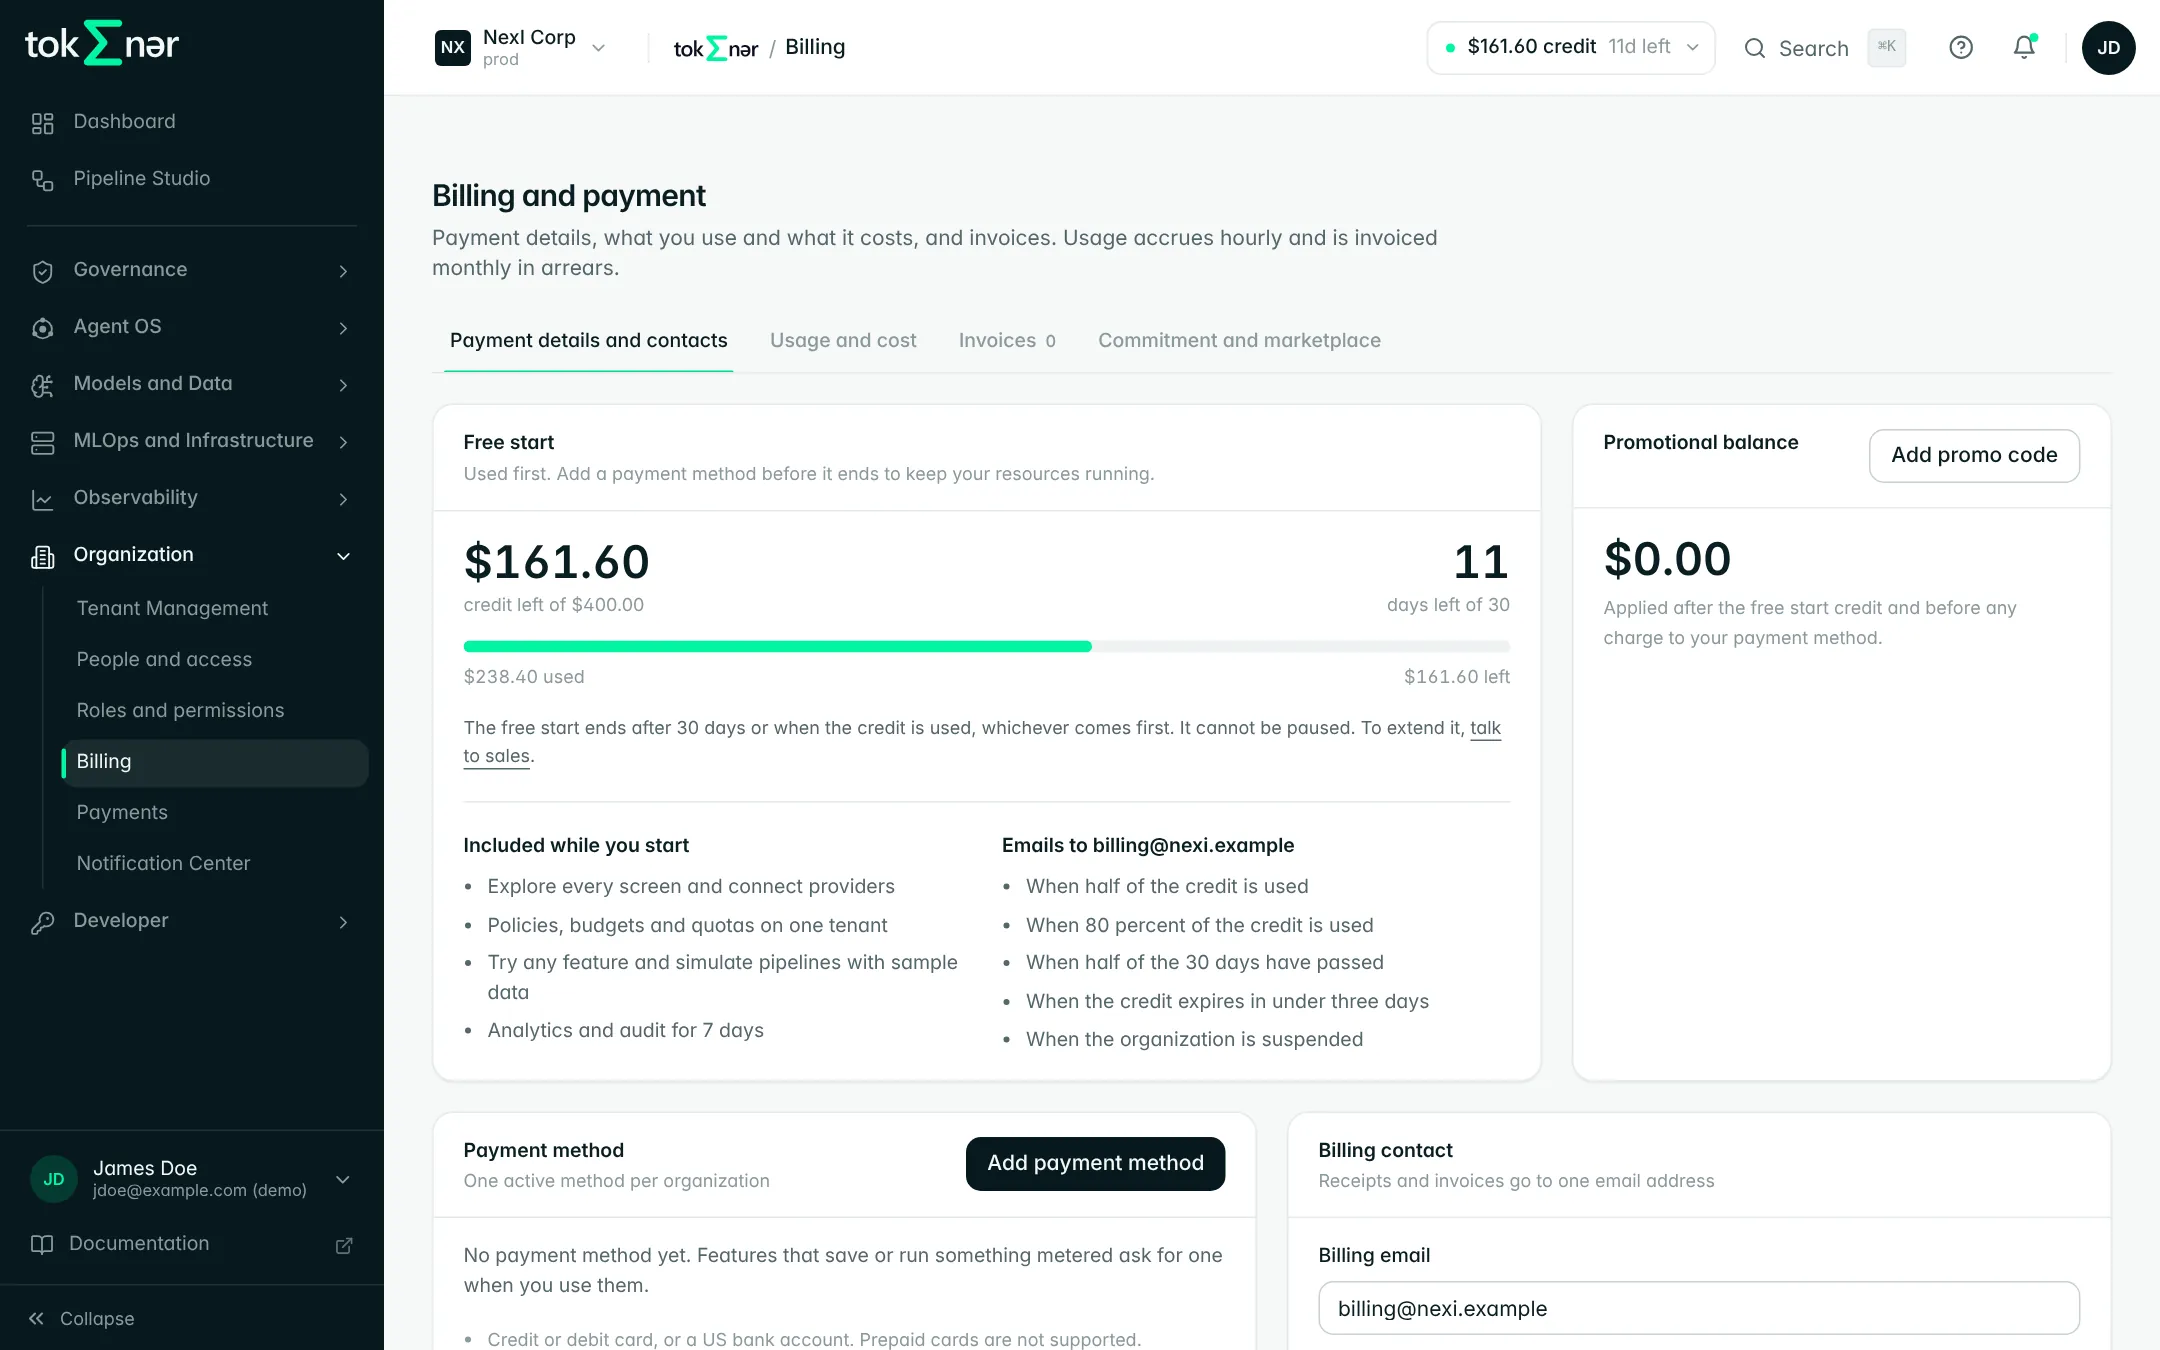 tokΣnər
Dashboard
Pipeline Studio
Governance
Agent OS
Models and Data
MLOps and Infrastructure
Observability
Organization
Tenant Management
People and access
Roles and permissions
Billing
Payments
Notification Center
Developer
JD
James Doe
jdoe@example.com (demo)
Documentation
Collapse
NX
Nexl Corp
prod
tokΣnər / Billing
$161.60 credit 11d left
Search
⌘K
JD
Billing and payment
Payment details, what you use and what it costs, and invoices. Usage accrues hourly and is invoiced
monthly in arrears.
Payment details and contacts
Usage and cost
Invoices 0
Commitment and marketplace
Free start
Used first. Add a payment method before it ends to keep your resources running.
$161.60
credit left of $400.00
11
days left of 30
$238.40 used
$161.60 left
The free start ends after 30 days or when the credit is used, whichever comes first. It cannot be paused. To extend it, talk
to sales.
Included while you start
Explore every screen and connect providers
Policies, budgets and quotas on one tenant
Try any feature and simulate pipelines with sample
data
Analytics and audit for 7 days
Emails to billing@nexi.example
When half of the credit is used
When 80 percent of the credit is used
When half of the 30 days have passed
When the credit expires in under three days
When the organization is suspended
Promotional balance
Add promo code
$0.00
Applied after the free start credit and before any
charge to your payment method.
Payment method
One active method per organization
Add payment method
No payment method yet. Features that save or run something metered ask for one
when you use them.
Credit or debit card, or a US bank account. Prepaid cards are not supported.
Billing contact
Receipts and invoices go to one email address
Billing email
billing@nexi.example